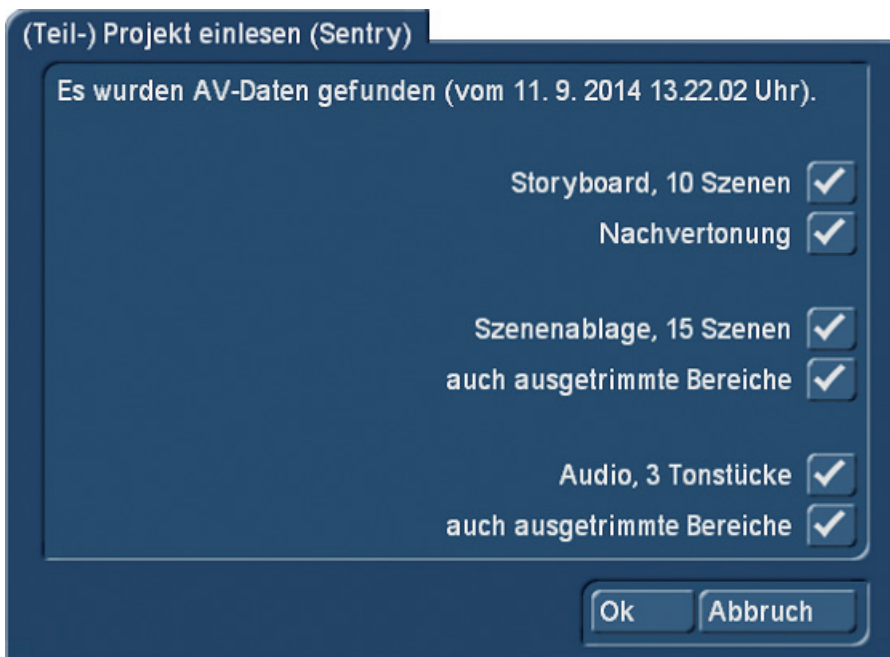 (Teil-) Projekt einlesen (Sentry)
Es wurden AV-Daten gefunden (vom 11. 9. 2014 13.22.02 Uhr).
Storyboard, 10 Szenen
Nachvertonung
Szenenablage, 15 Szenen
auch ausgetrimmte Bereiche
Audio, 3 Tonstücke
auch ausgetrimmte Bereiche
Ok Abbruch